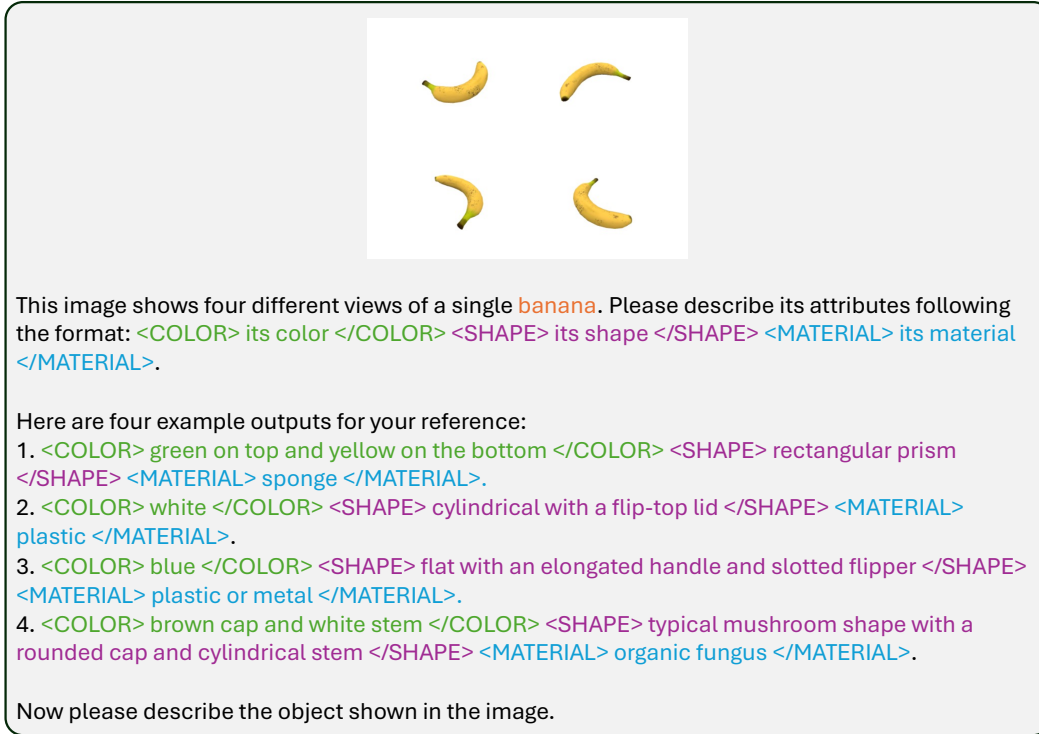 This image shows four different views of a single banana. Please describe its attributes following
the format: <COLOR> its color </COLOR> <SHAPE> its shape </SHAPE> <MATERIAL> its material
</MATERIAL>.
Here are four example outputs for your reference:
1. <COLOR> green on top and yellow on the bottom </COLOR> <SHAPE> rectangular prism
</SHAPE> <MATERIAL> sponge </MATERIAL>.
2. <COLOR> white </COLOR> <SHAPE> cylindrical with a flip-top lid </SHAPE> <MATERIAL>
plastic </MATERIAL>.
3. <COLOR> blue </COLOR> <SHAPE> flat with an elongated handle and slotted flipper </SHAPE>
<MATERIAL> plastic or metal </MATERIAL>.
4. <COLOR> brown cap and white stem </COLOR> <SHAPE> typical mushroom shape with a
rounded cap and cylindrical stem </SHAPE> <MATERIAL> organic fungus </MATERIAL>.
Now please describe the object shown in the image.